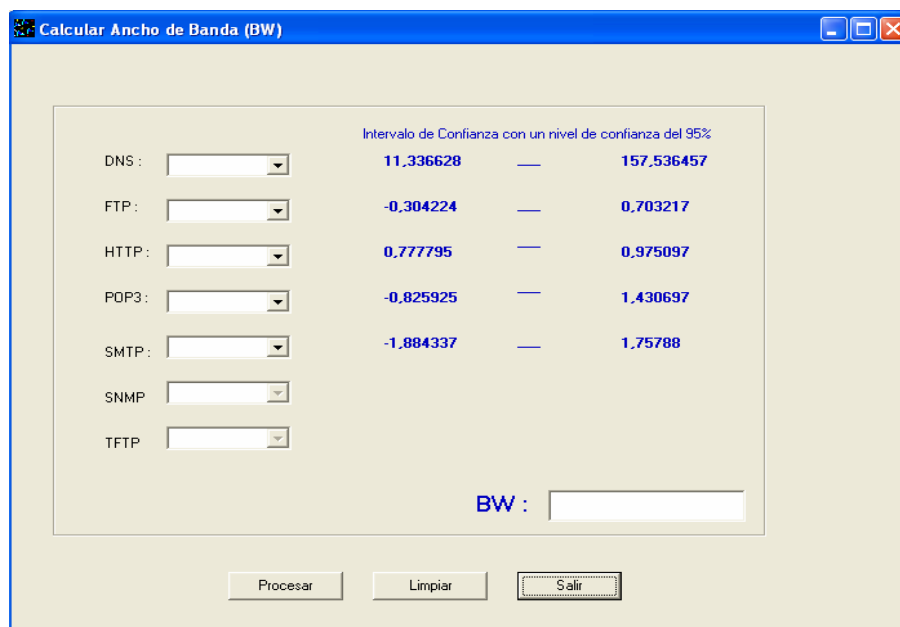 Calcular Ancho de Banda (BW)
Intervalo de Confianza con un nivel de confianza del 95%
DNS : 11,336628 — 157,536457
FTP : -0,304224 — 0,703217
HTTP : 0,777795 — 0,975097
POP3 : -0,825925 — 1,430697
SMTP : -1,884337 — 1,75788
SNMP
TFTP
BW :
Procesar Limpiar Salir